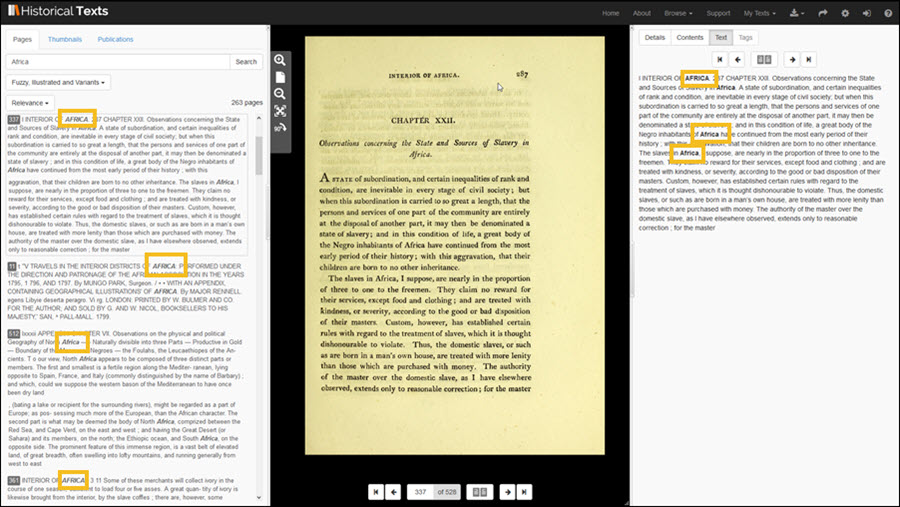 Historical Texts
Home About Browse Support My Texts
Pages Thumbnails Publications
Africa Search
Fuzzy, Illustrated and Variants
Relevance 263 pages
337 I INTERIOR OF AFRICA. 287 CHAPTER XXII. Observations concerning the
State and Sources of Slavery in Africa. A state of subordination, and certain
inequalities of rank and condition, are inevitable in every stage of civil society;
but when this subordination is carried to so great a length, that the persons and services of one part of
the community are entirely at the disposal of another part, it may then be denominated a
state of slavery ; and in this condition of life, a great body of the Negro inhabitants of
Africa have continued from the most early period of their history ; with this
aggravation, that their children are born to no other inheritance. The slaves in Africa, I
suppose, are nearly in the proportion of three to one to the freemen. They claim no
reward for their services, except food and clothing ; and are treated with kindness, or
severity, according to the good or bad disposition of their masters. Custom, however,
has established certain rules with regard to the treatment of slaves, which it is thought
dishonourable to violate. Thus, the domestic slaves, or such as are born in a man's own
house, are treated with more lenity than those which are purchased with money. The
authority of the master over the domestic slave, as I have elsewhere observed, extends
only to reasonable correction ; for the master
11 t "V TRAVELS IN THE INTERIOR DISTRICTS OF AFRICA: PERFORMED UNDER
THE DIRECTION AND PATRONAGE OF THE AFRICAN ASSOCIATION IN THE YEARS
1795, 1 796, AND 1797. By MUNGO PARK, Surgeon. / • • WITH AN APPENDIX,
CONTAINING GEOGRAPHICAL ILLUSTRATIONS' OF AFRICA. By MAJOR RENNELL.
egens Libyse deserta peragro. Vi rg. LONDON: PRINTED BY W. BULMER AND CO.
FOR THE AUTHOR; AND SOLD BY G. AND W. NICOL, BOOKSELLERS TO HIS
MAJESTY,' SAN, ^ PALL-MALL. 1799.
512 lxxxii APPENDIX CHAPTER VII. Observations on the physical and political
Geography of North Africa — Naturally divisible into three Parts — Productive in Gold
— Boundary of the Moors and Negroes — the Foulahs, the Leucaethiopes of the An-
cients. T o our view, North Africa appears to be composed of three distinct parts or
members. The first and smallest is a fertile region along the Mediter- ranean, lying
opposite to Spain, France, and Italy (commonly distinguished by the name of Barbary) ;
and which, could we suppose the western bason of the Mediterranean to have once
been dry land
, (bating a lake or recipient for the surrounding rivers), might be regarded as a part of
Europe; as pos- sessing much more of the European, than the African character. The
second part is what may be deemed the body of North Africa, comprized between the
Red Sea, and Cape Verd, on the east and west ; and having the Great Desert (or
Sahara) and its members, on the north; the Ethiopic ocean, and South Africa, on the
opposite side. The prominent feature of this immense region, is a vast belt of elevated
land, of great breadth, often swelling into lofty mountains, and running generally from
west to east
361 INTERIOR OF AFRICA. 3 11 Some of these merchants will collect ivory in the
course of one season, sufficient to load four or five asses. A great quan- tity of ivory is
likewise brought from the interior, by the slave coffles ; there are, however, some
INTERIOR OF AFRICA. 287
CHAPTER XXII.
Observations concerning the State and Sources of Slavery in
Africa.
A STATE of subordination, and certain inequalities of rank and
condition, are inevitable in every stage of civil society; but
when this subordination is carried to so great a length, that the
persons and services of one part of the community are entirely
at the disposal of another part, it may then be denominated a
state of slavery; and in this condition of life, a great body of
the Negro inhabitants of Africa have continued from the most
early period of their history; with this aggravation, that their
children are born to no other inheritance.
The slaves in Africa, I suppose, are nearly in the proportion
of three to one to the freemen. They claim no reward for
their services, except food and clothing; and are treated with
kindness, or severity, according to the good or bad disposition
of their masters. Custom, however, has established certain
rules with regard to the treatment of slaves, which it is thought
dishonourable to violate. Thus, the domestic slaves, or such
as are born in a man's own house, are treated with more lenity
than those which are purchased with money. The authority
of the master over the domestic slave, as I have elsewhere
observed, extends only to reasonable correction; for the master
337 of 528
Details Contents Text Tags
I INTERIOR OF AFRICA. 287 CHAPTER XXII. Observations concerning the State
and Sources of Slavery in Africa. A state of subordination, and certain inequalities
of rank and condition, are inevitable in every stage of civil society; but when this
subordination is carried to so great a length, that the persons and services of one
part of the community are entirely at the disposal of another part, it may then be
denominated a state of slavery ; and in this condition of life, a great body of the
Negro inhabitants of Africa have continued from the most early period of their
history ; with this aggravation, that their children are born to no other inheritance.
The slaves in Africa, I suppose, are nearly in the proportion of three to one to the
freemen. They claim no reward for their services, except food and clothing ; and
are treated with kindness, or severity, according to the good or bad disposition of their
masters. Custom, however, has established certain rules with regard to the
treatment of slaves, which it is thought dishonourable to violate. Thus, the domestic
slaves, or such as are born in a man's own house, are treated with more lenity than
those which are purchased with money. The authority of the master over the
domestic slave, as I have elsewhere observed, extends only to reasonable
correction ; for the master